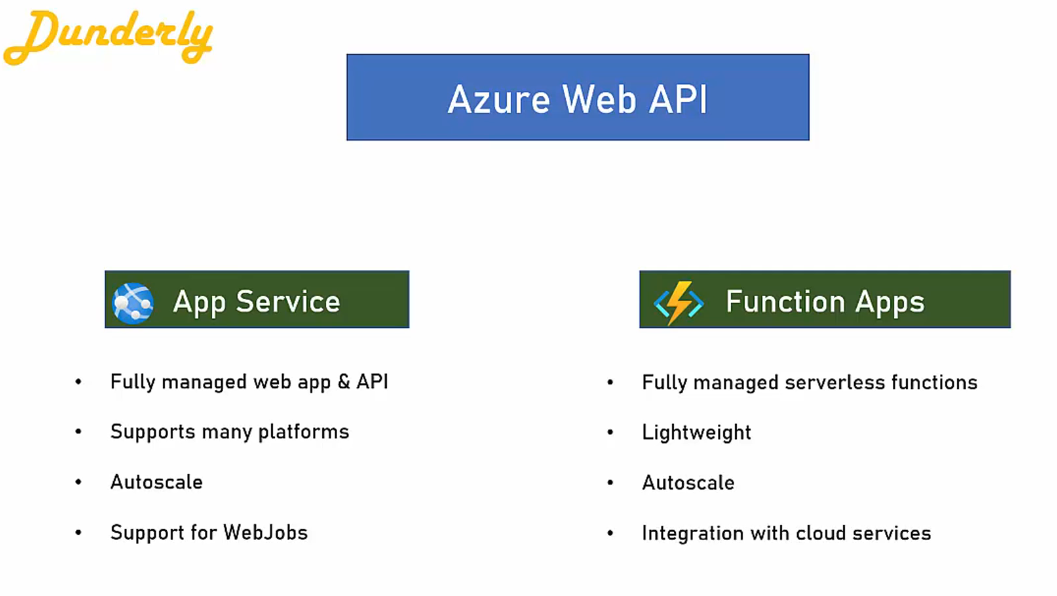 Dunderly
Azure Web API
App Service
• Fully managed web app & API
• Supports many platforms
• Autoscale
• Support for WebJobs
Function Apps
• Fully managed serverless functions
• Lightweight
• Autoscale
• Integration with cloud services